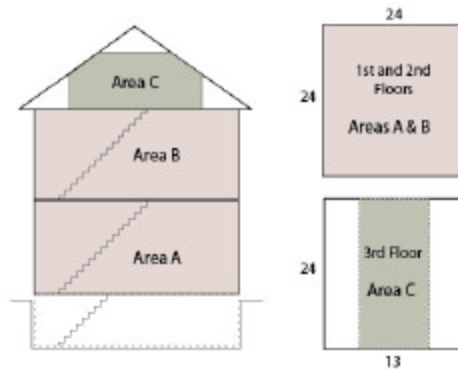 Area C
Area B
Area A
24
24
1st and 2nd
Floors
Areas A & B
24
3rd Floor
Area C
13